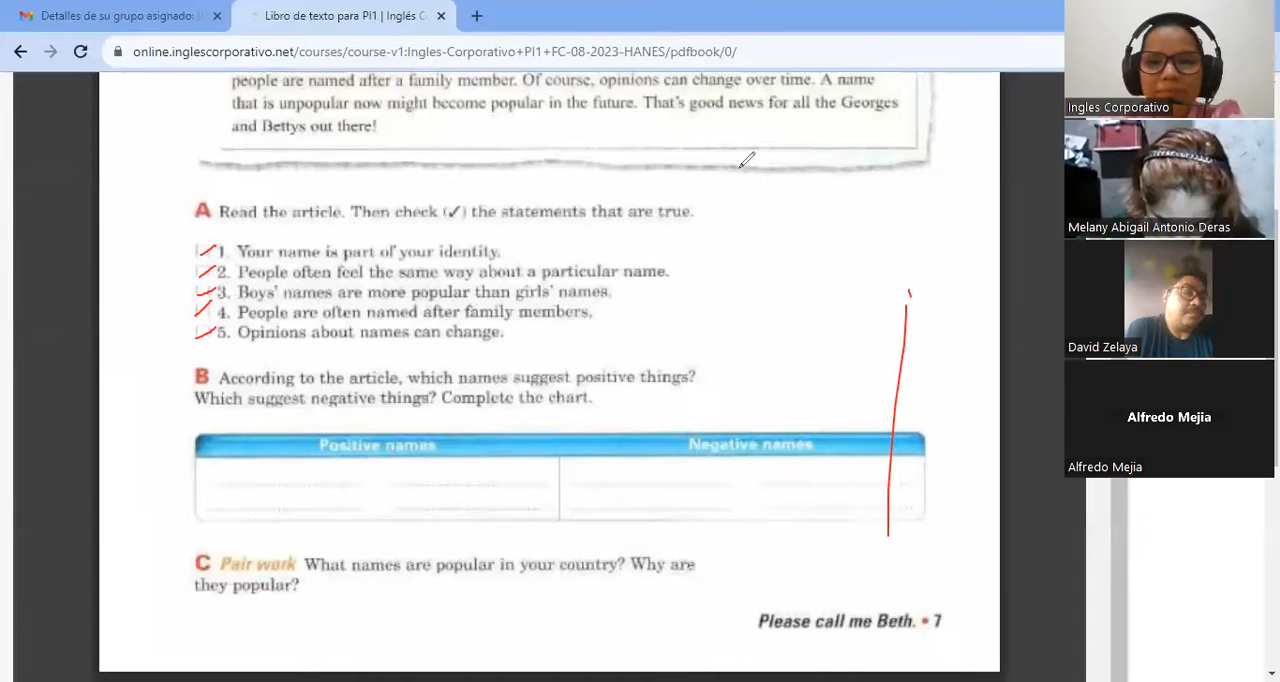 Detalles de su grupo asignado: I
Libro de texto para PI1 | Inglés C
online.inglescorporativo.net/courses/course-v1:Ingles-Corporativo+PI1+FC-08-2023-HANES/pdfbook/0/
people are named after a family member. Of course, opinions can change over time. A name
that is unpopular now might become popular in the future. That's good news for all the Georges
and Bettys out there!
A Read the article. Then check (✓) the statements that are true.
1. Your name is part of your identity.
2. People often feel the same way about a particular name.
3. Boys' names are more popular than girls' names.
4. People are often named after family members.
5. Opinions about names can change.
B According to the article, which names suggest positive things?
Which suggest negative things? Complete the chart.
Positive names
Negative names
C Pair work What names are popular in your country? Why are
they popular?
Please call me Beth. • 7
Ingles Corporativo
Melany Abigail Antonio Deras
David Zelaya
Alfredo Mejia
Alfredo Mejia